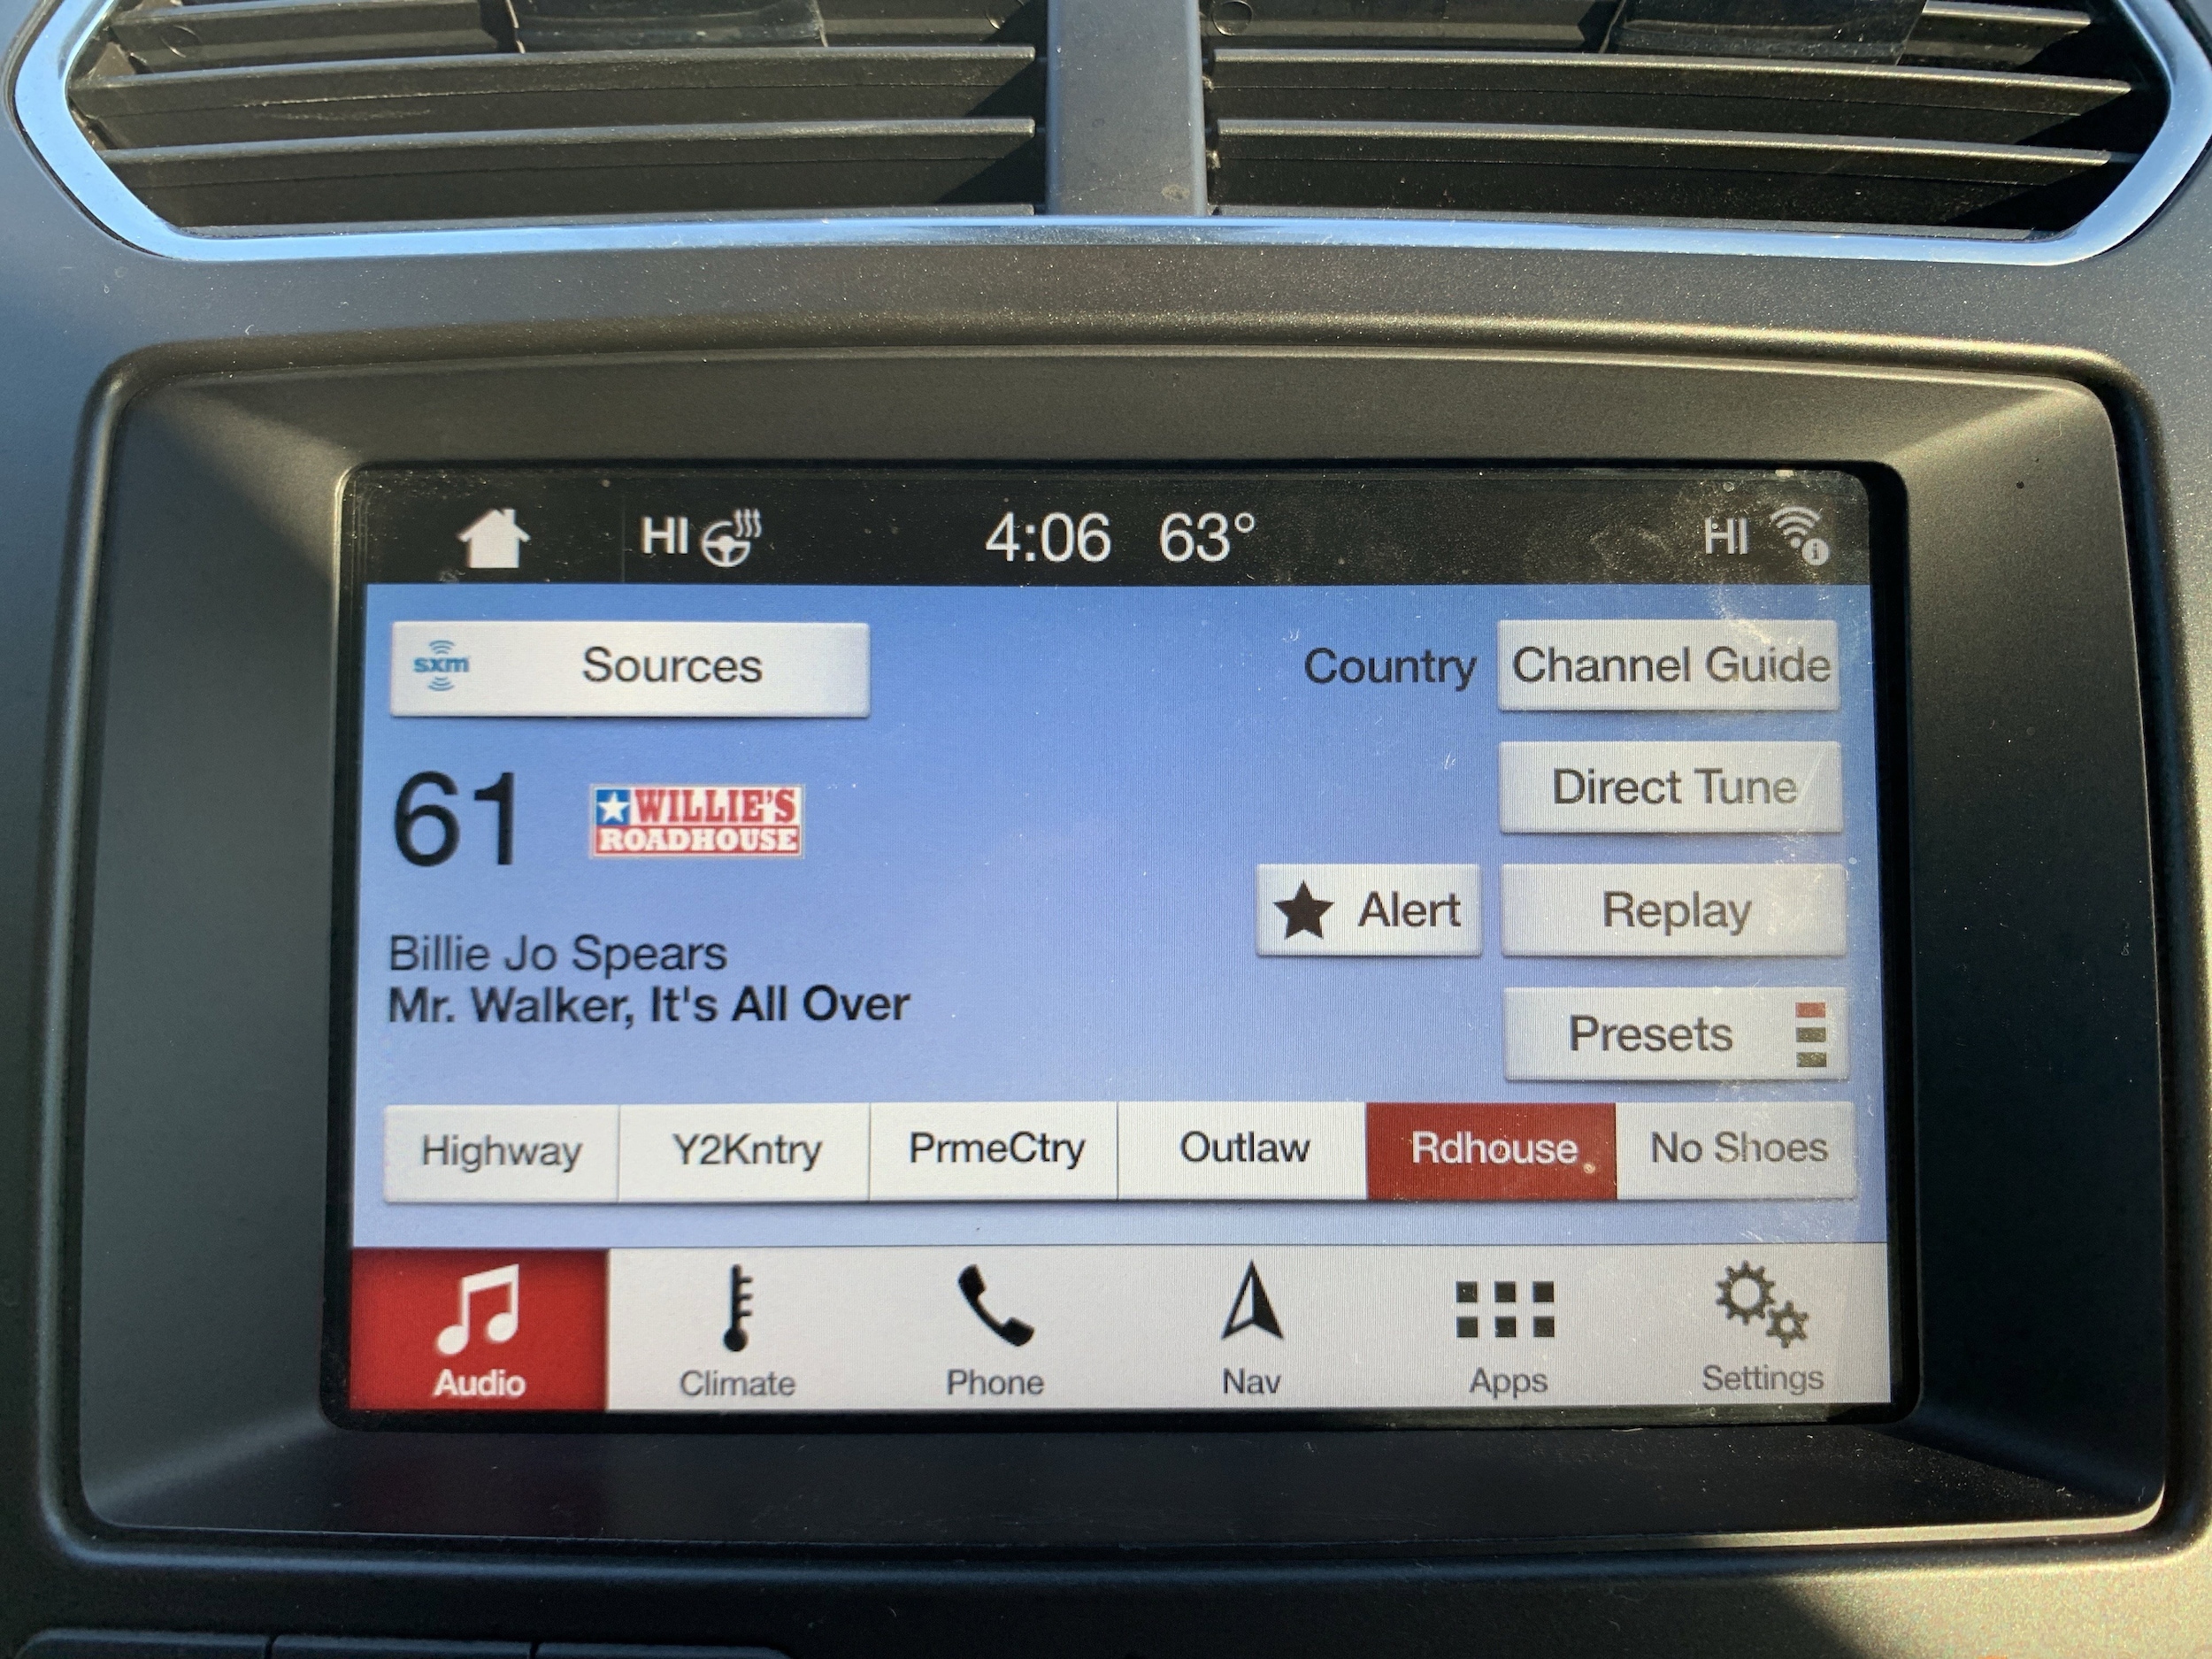 HI 4:06 63° HI
sxm Sources
Country Channel Guide
Direct Tune
61 WILLIE'S
ROADHOUSE
Alert Replay
Billie Jo Spears
Mr. Walker, It's All Over
Presets
Highway Y2Kntry PrmeCtry Outlaw Rdhouse No Shoes
Audio Climate Phone Nav Apps Settings